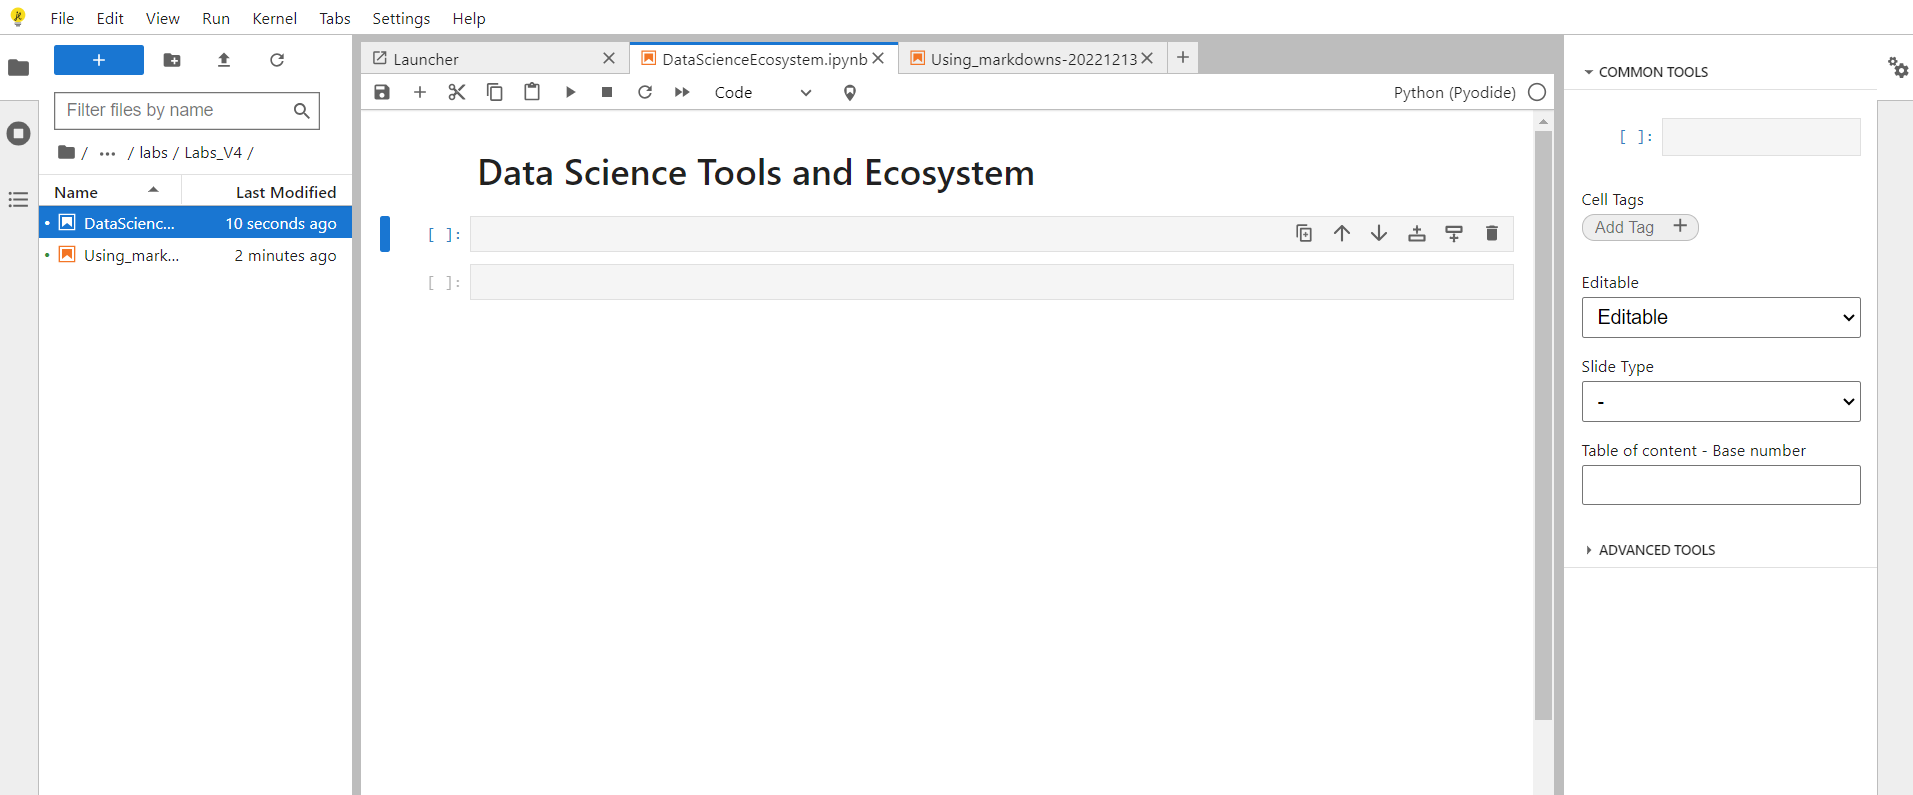 File Edit View Run Kernel Tabs Settings Help
Filter files by name
/ ... / labs / Labs_V4 /
Name Last Modified
DataScienc... 10 seconds ago
Using_mark... 2 minutes ago
Launcher
DataScienceEcosystem.ipynb
Using_markdowns-20221213
Code
Python (Pyodide)
Data Science Tools and Ecosystem
[ ]:
[ ]:
COMMON TOOLS
[ ]:
Cell Tags
Add Tag
Editable
Editable
Slide Type
-
Table of content - Base number
ADVANCED TOOLS